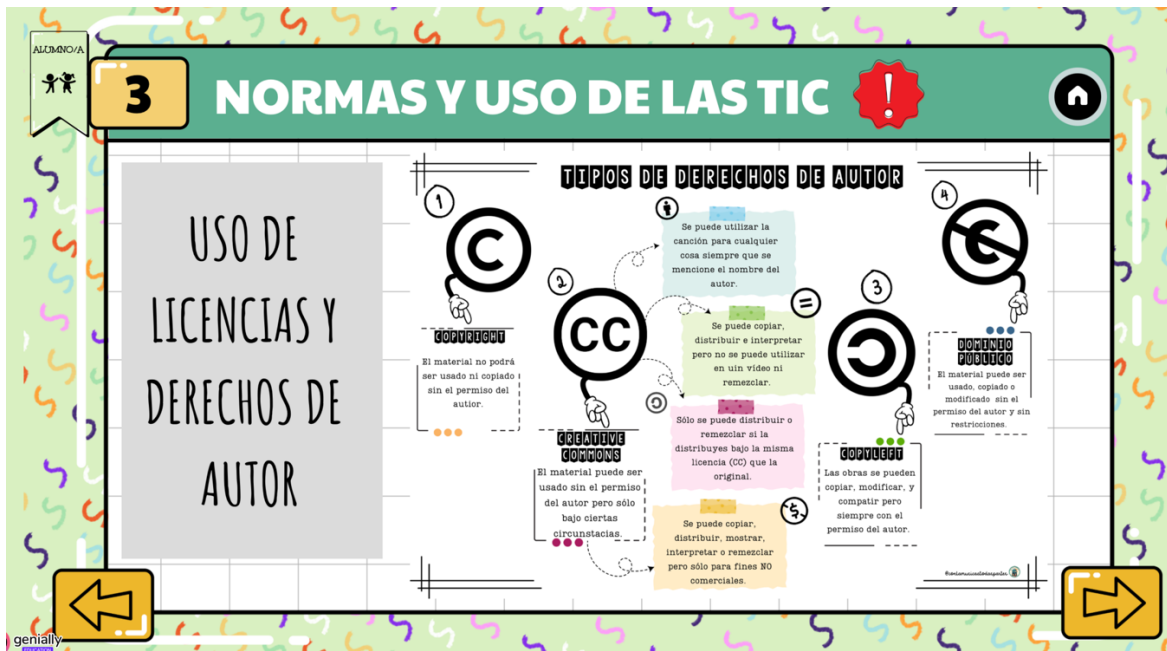 ALUMNO/A
3
NORMAS Y USO DE LAS TIC
USO DE
LICENCIAS Y
DERECHOS DE
AUTOR
TIPOS DE DERECHOS DE AUTOR
1
C
COPYRIGHT
El material no podrá
ser usado ni copiado
sin el permiso del
autior.
2
CC
CREATIVE
COMMONS
El material puede ser
usado sin el permiso
del autor pero sólo
bajo ciertas
circunstacias.
Se puede utilizar la
canción para cualquier
cosa siempre que se
mencione el nombre del
autor.
=
Se puede copiar,
distribuir e interpretar
pero no se puede utilizar
en uin vídeo ni
remezclar.
Sólo se puede distribuir o
remezclar si la
distribuyes bajo la misma
licencia (CC) que la
original.
$
Se puede copiar,
distribuir, mostrar,
interpretar o remezclar
pero sólo para fines NO
comerciales.
3
COPYLEFT
Las obras se pueden
copiar, modificar, y
compatir pero
siempre con el
permiso del autor.
4
C
DOMINIO
PÚBLICO
El material puede ser
usado, copiado o
modificado sin el
permiso del autor y sin
restricciones.
genially
EDUCATION